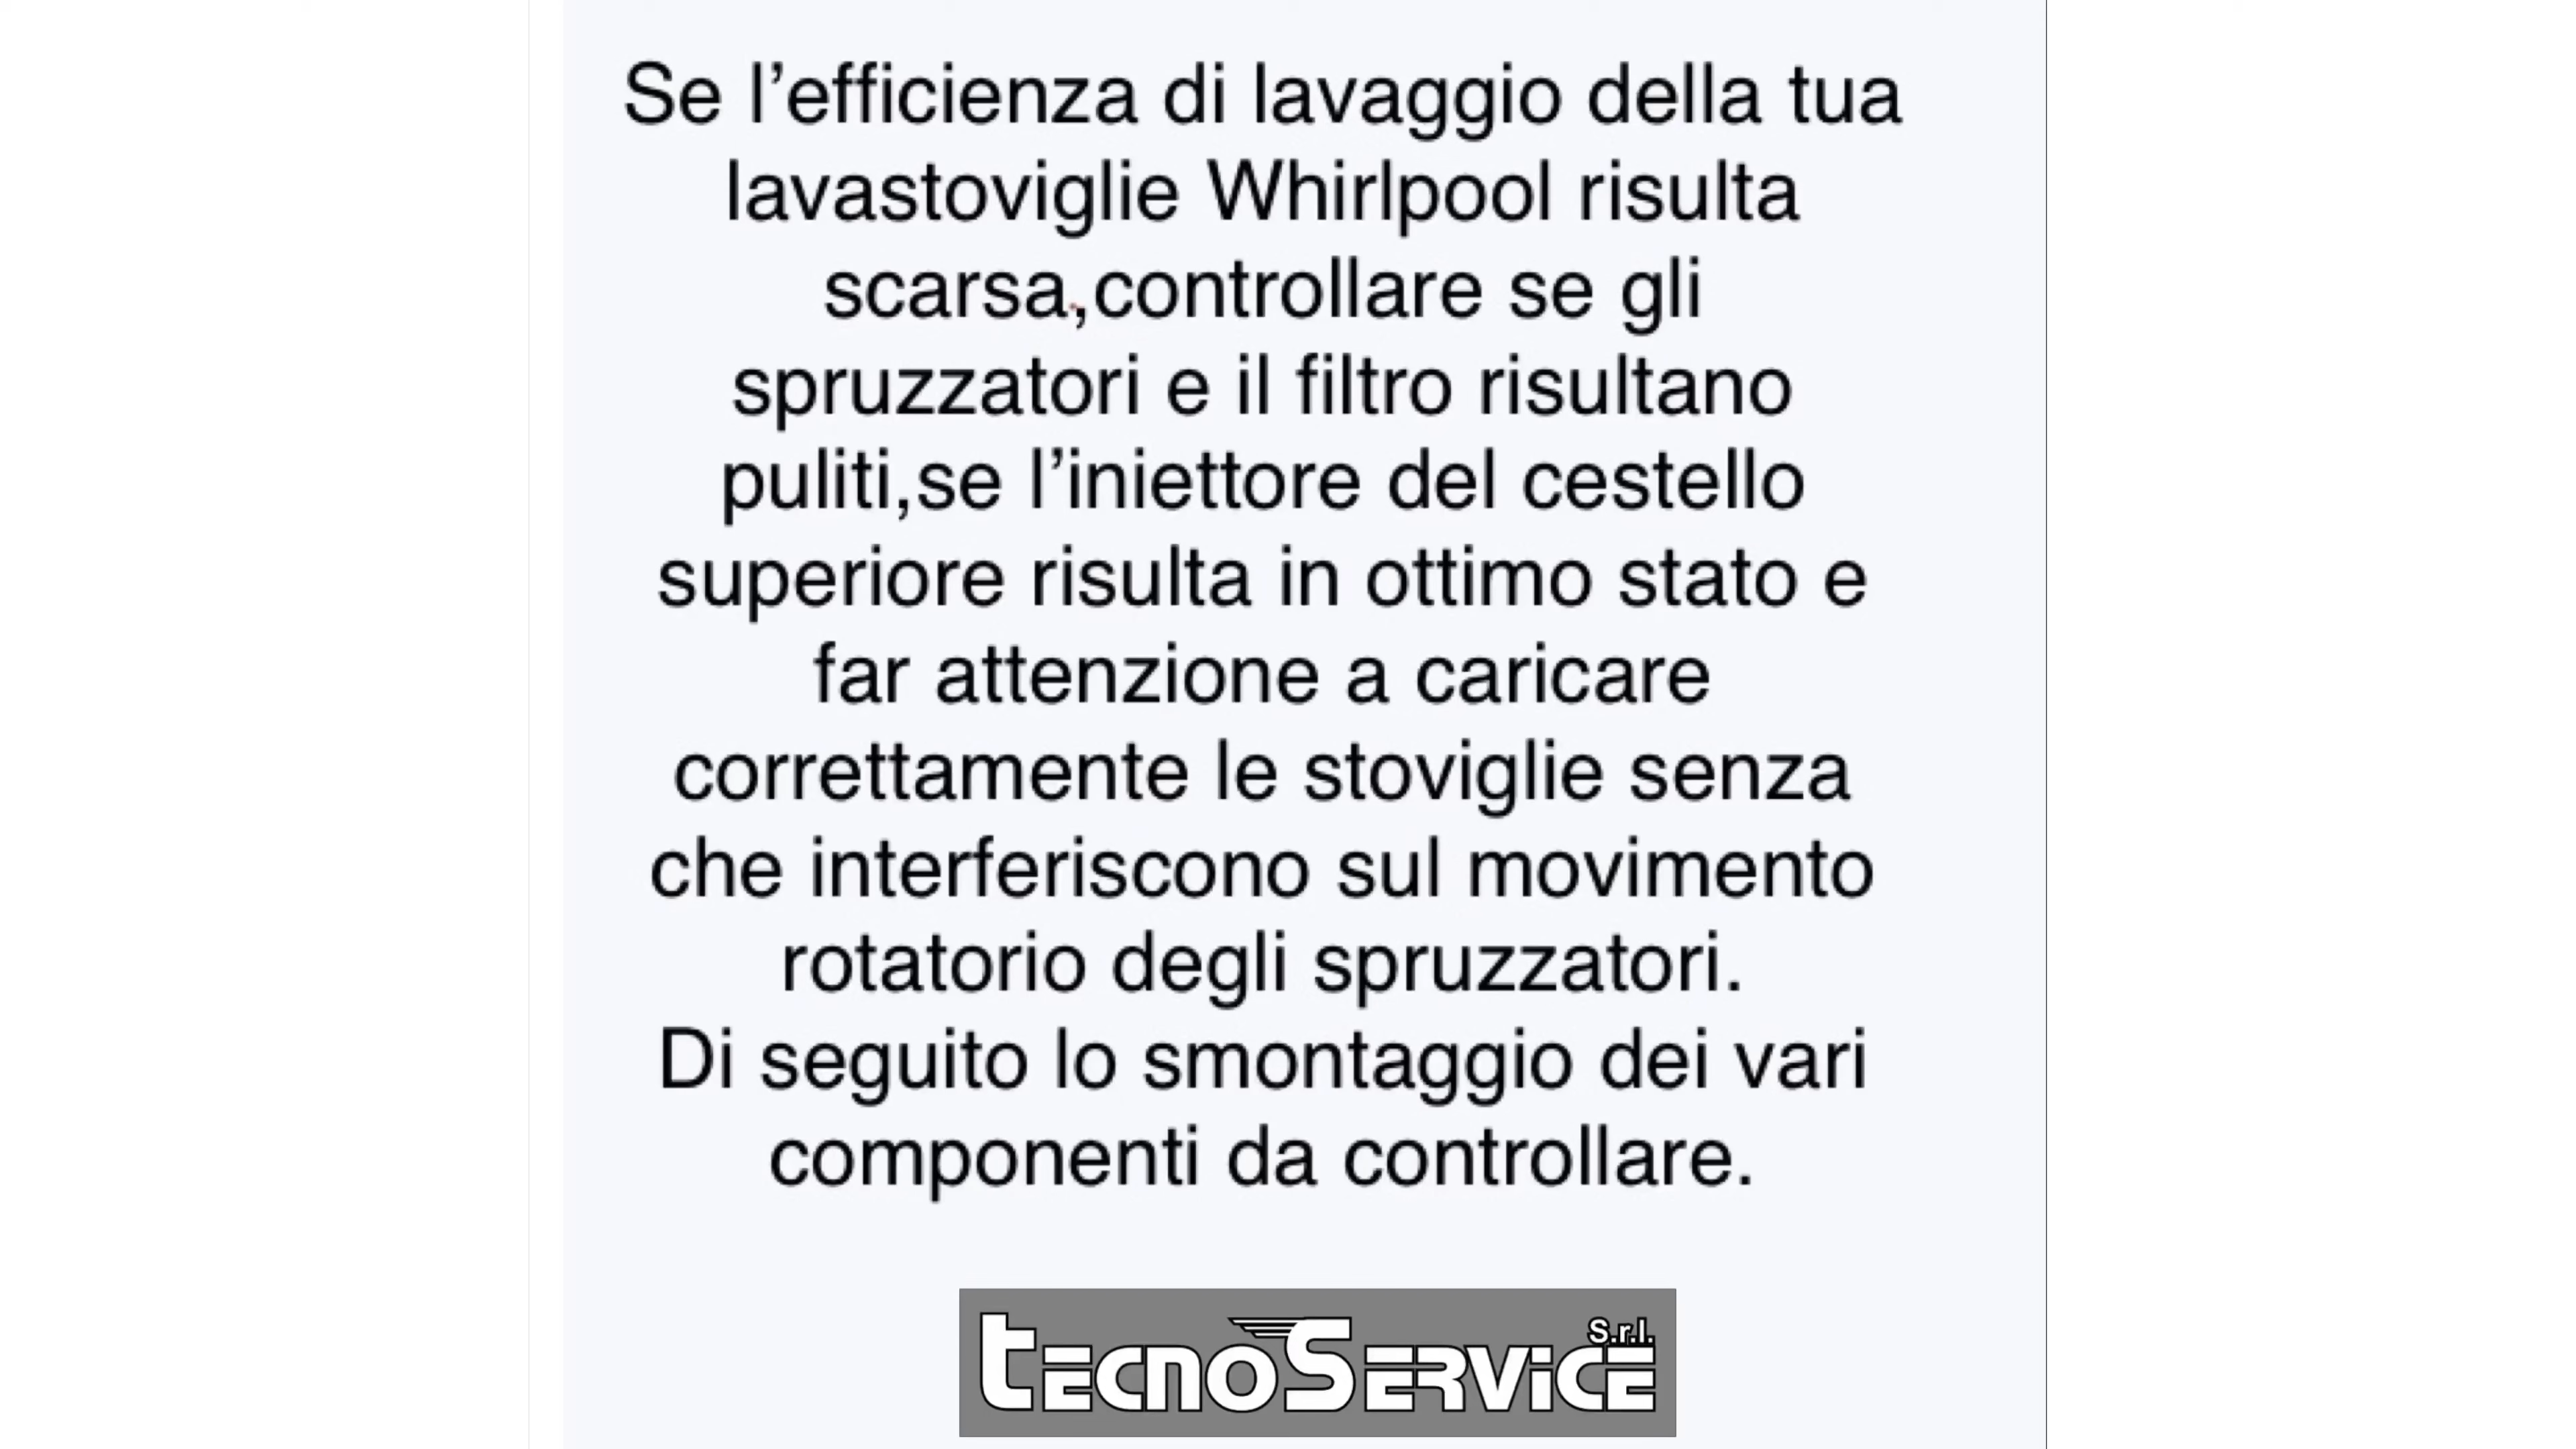 Se l’efficienza di lavaggio della tua
lavastoviglie Whirlpool risulta
scarsa,controllare se gli
spruzzatori e il filtro risultano
puliti,se l’iniettore del cestello
superiore risulta in ottimo stato e
far attenzione a caricare
correttamente le stoviglie senza
che interferiscono sul movimento
rotatorio degli spruzzatori.
Di seguito lo smontaggio dei vari
componenti da controllare.
tecnoService S.r.l.